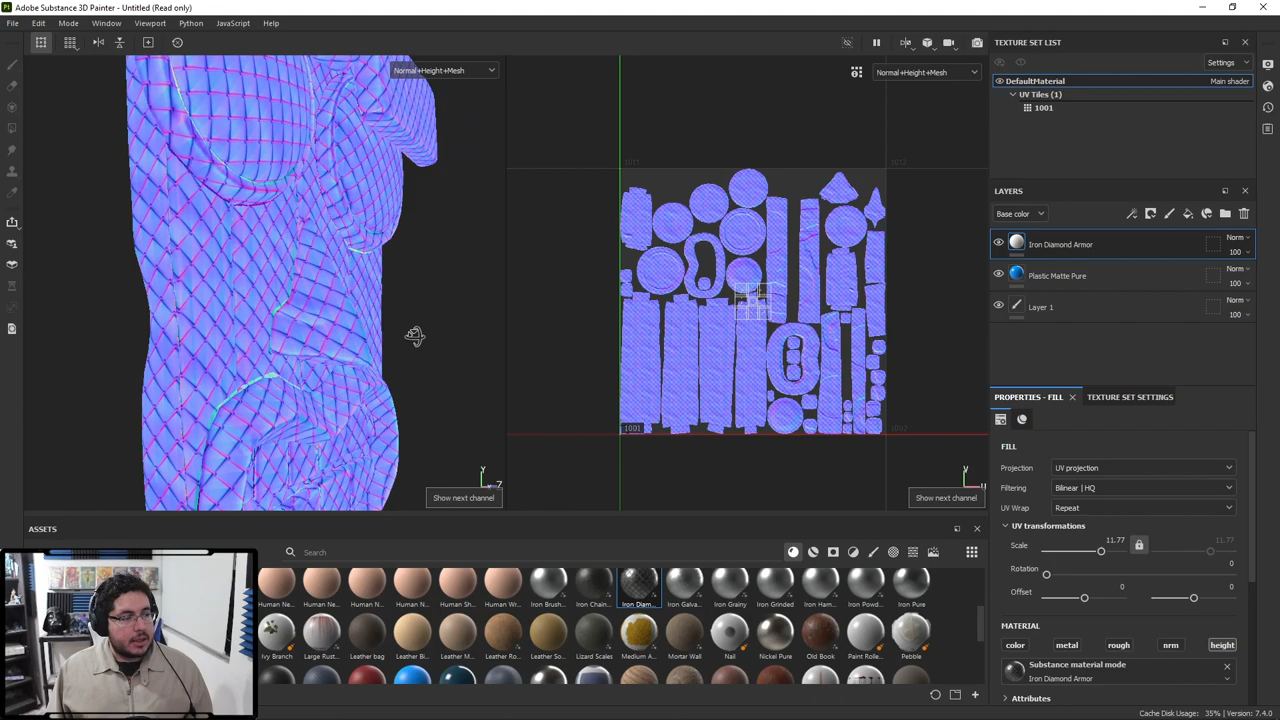 Pt Adobe Substance 3D Painter - Untitled (Read only)
File Edit Mode Window Viewport Python JavaScript Help
Normal+Height+Mesh
Normal+Height+Mesh
1001
Y
Z
Show next channel
Y
Show next channel
TEXTURE SET LIST
Settings
DefaultMaterial Main shader
UV Tiles (1)
1001
LAYERS
Base color
Iron Diamond Armor Norm 100
Plastic Matte Pure Norm 100
Layer 1 Norm 100
PROPERTIES - FILL TEXTURE SET SETTINGS
FILL
Projection UV projection
Filtering Bilinear | HQ
UV Wrap Repeat
UV transformations
Scale 11.77 11.77
Rotation 0
Offset 0 0
MATERIAL
color metal rough nrm height
Substance material mode
Iron Diamond Armor
Attributes
ASSETS
Search
Human Ne... Human Ne... Human N... Human N... Human Sh... Human Wr... Iron Brush... Iron Chain... Iron Diam... Iron Galva... Iron Grainy Iron Grinded Iron Ham... Iron Powd... Iron Pure
Ivy Branch Large Rust... Leather bag Leather Bi... Leather M... Leather Ro... Leather So... Lizard Scales Medium A... Mortar Wall Nail Nickel Pure Old Book Paint Rolle... Pebble
Cache Disk Usage: 35% | Version: 7.4.0